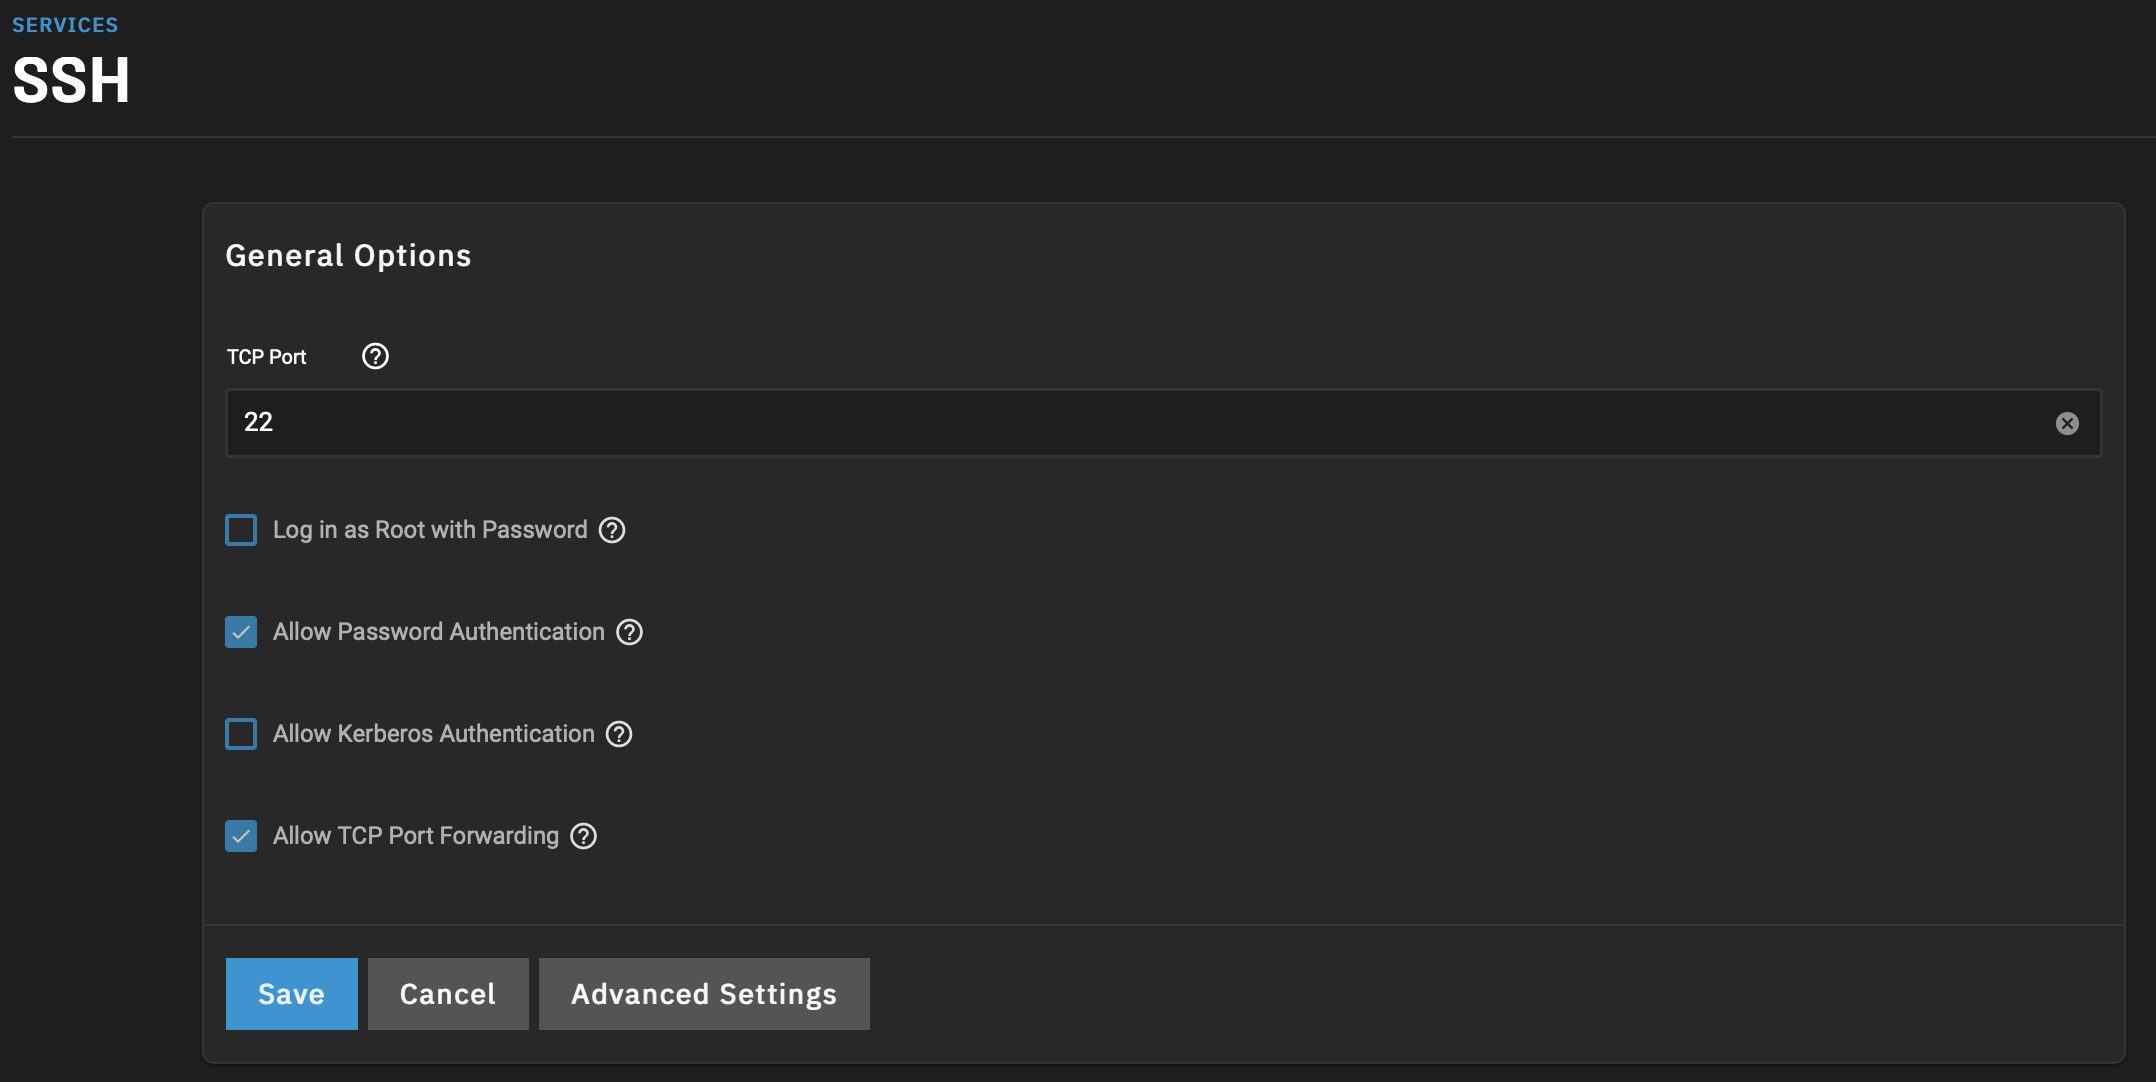 SERVICES
SSH
General Options
TCP Port
22
Log in as Root with Password
Allow Password Authentication
Allow Kerberos Authentication
Allow TCP Port Forwarding
Save Cancel Advanced Settings